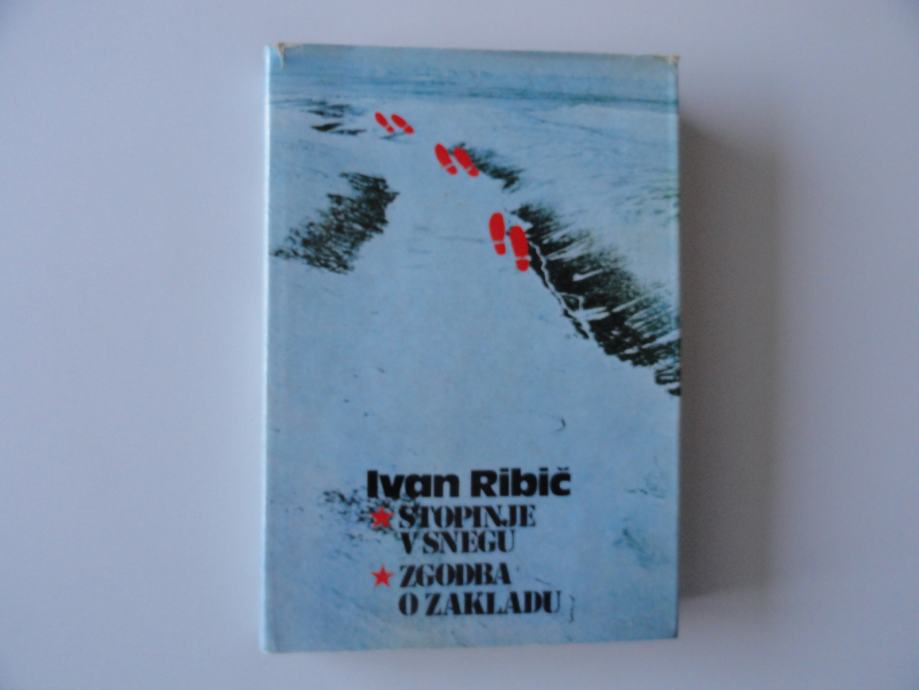 Ivan Ribič
★ STOPINJE
V SNEGU
★ ZGODBA
O ZAKLADU